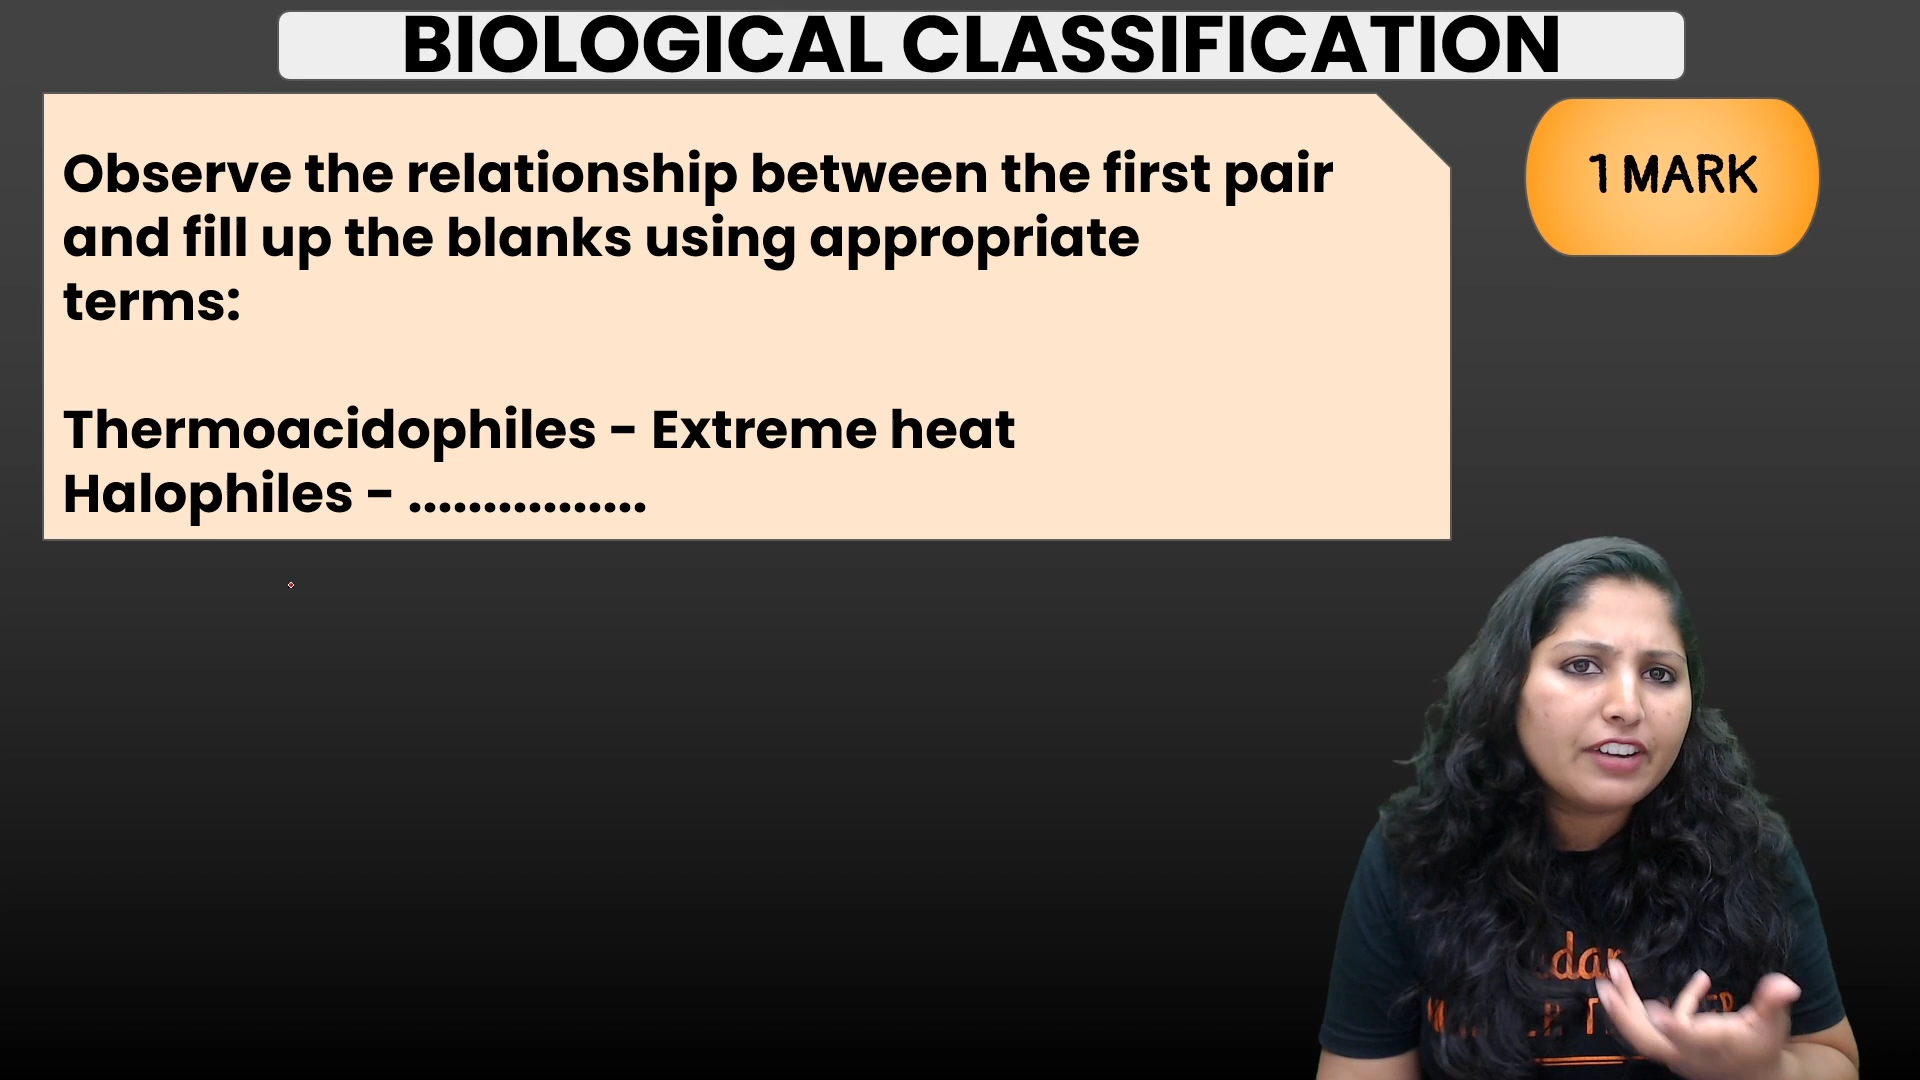 BIOLOGICAL CLASSIFICATION
Observe the relationship between the first pair
and fill up the blanks using appropriate
terms:
Thermoacidophiles - Extreme heat
Halophiles - ................
1 MARK